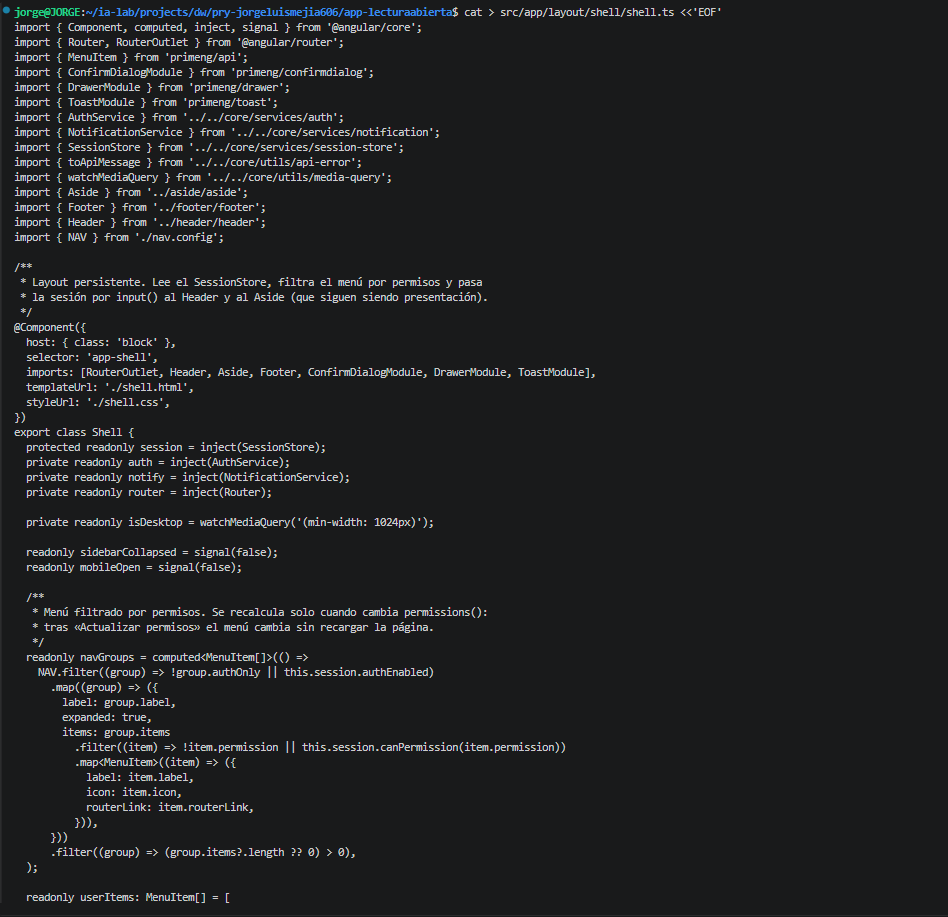 jorge@JORGE:~/ia-lab/projects/dw/pry-jorgeluismejia606/app-lecturaabierta$ cat > src/app/layout/shell/shell.ts <<'EOF'
import { Component, computed, inject, signal } from '@angular/core';
import { Router, RouterOutlet } from '@angular/router';
import { MenuItem } from 'primeng/api';
import { ConfirmDialogModule } from 'primeng/confirmdialog';
import { DrawerModule } from 'primeng/drawer';
import { ToastModule } from 'primeng/toast';
import { AuthService } from '../../core/services/auth';
import { NotificationService } from '../../core/services/notification';
import { SessionStore } from '../../core/services/session-store';
import { toApiMessage } from '../../core/utils/api-error';
import { watchMediaQuery } from '../../core/utils/media-query';
import { Aside } from '../aside/aside';
import { Footer } from '../footer/footer';
import { Header } from '../header/header';
import { NAV } from './nav.config';

/**
 * Layout persistente. Lee el SessionStore, filtra el menú por permisos y pasa
 * la sesión por input() al Header y al Aside (que siguen siendo presentación).
 */
@Component({
  host: { class: 'block' },
  selector: 'app-shell',
  imports: [RouterOutlet, Header, Aside, Footer, ConfirmDialogModule, DrawerModule, ToastModule],
  templateUrl: './shell.html',
  styleUrl: './shell.css',
})
export class Shell {
  protected readonly session = inject(SessionStore);
  private readonly auth = inject(AuthService);
  private readonly notify = inject(NotificationService);
  private readonly router = inject(Router);

  private readonly isDesktop = watchMediaQuery('(min-width: 1024px)');

  readonly sidebarCollapsed = signal(false);
  readonly mobileOpen = signal(false);

  /**
   * Menú filtrado por permisos. Se recalcula solo cuando cambia permissions():
   * tras «Actualizar permisos» el menú cambia sin recargar la página.
   */
  readonly navGroups = computed<MenuItem[]>(() =>
    NAV.filter((group) => !group.authOnly || this.session.authEnabled)
      .map((group) => ({
        label: group.label,
        expanded: true,
        items: group.items
          .filter((item) => !item.permission || this.session.canPermission(item.permission))
          .map<MenuItem>((item) => ({
            label: item.label,
            icon: item.icon,
            routerLink: item.routerLink,
          })),
      }))
      .filter((group) => (group.items?.length ?? 0) > 0),
  );

  readonly userItems: MenuItem[] = [